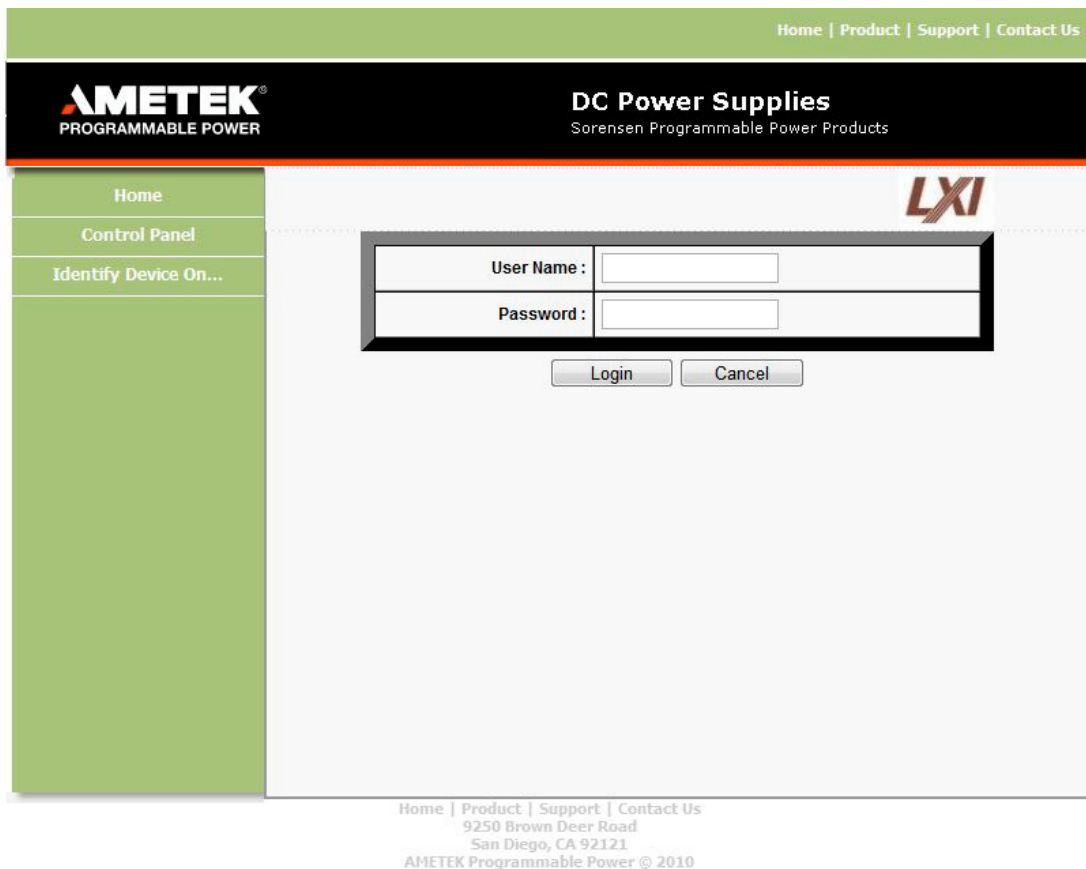 Home | Product | Support | Contact Us
AMETEK®
PROGRAMMABLE POWER
DC Power Supplies
Sorensen Programmable Power Products
Home
Control Panel
Identify Device On...
LXI
User Name :
Password :
Login
Cancel
Home | Product | Support | Contact Us
9250 Brown Deer Road
San Diego, CA 92121
AMETEK Programmable Power © 2010